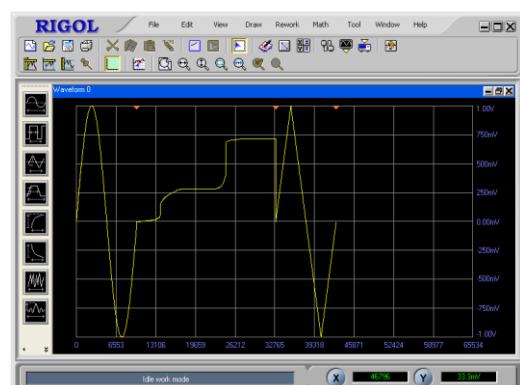 RIGOL
File Edit View Draw Rework Math Tool Window Help
Waveform 0
1.00V
750mV
500mV
250mV
0.00V
-250mV
-500mV
-750mV
-1.00V
0 6553 13106 19659 26212 32765 39318 45871 52424 58977 65534
Idle work mode
X 46796 Y 33.3mV